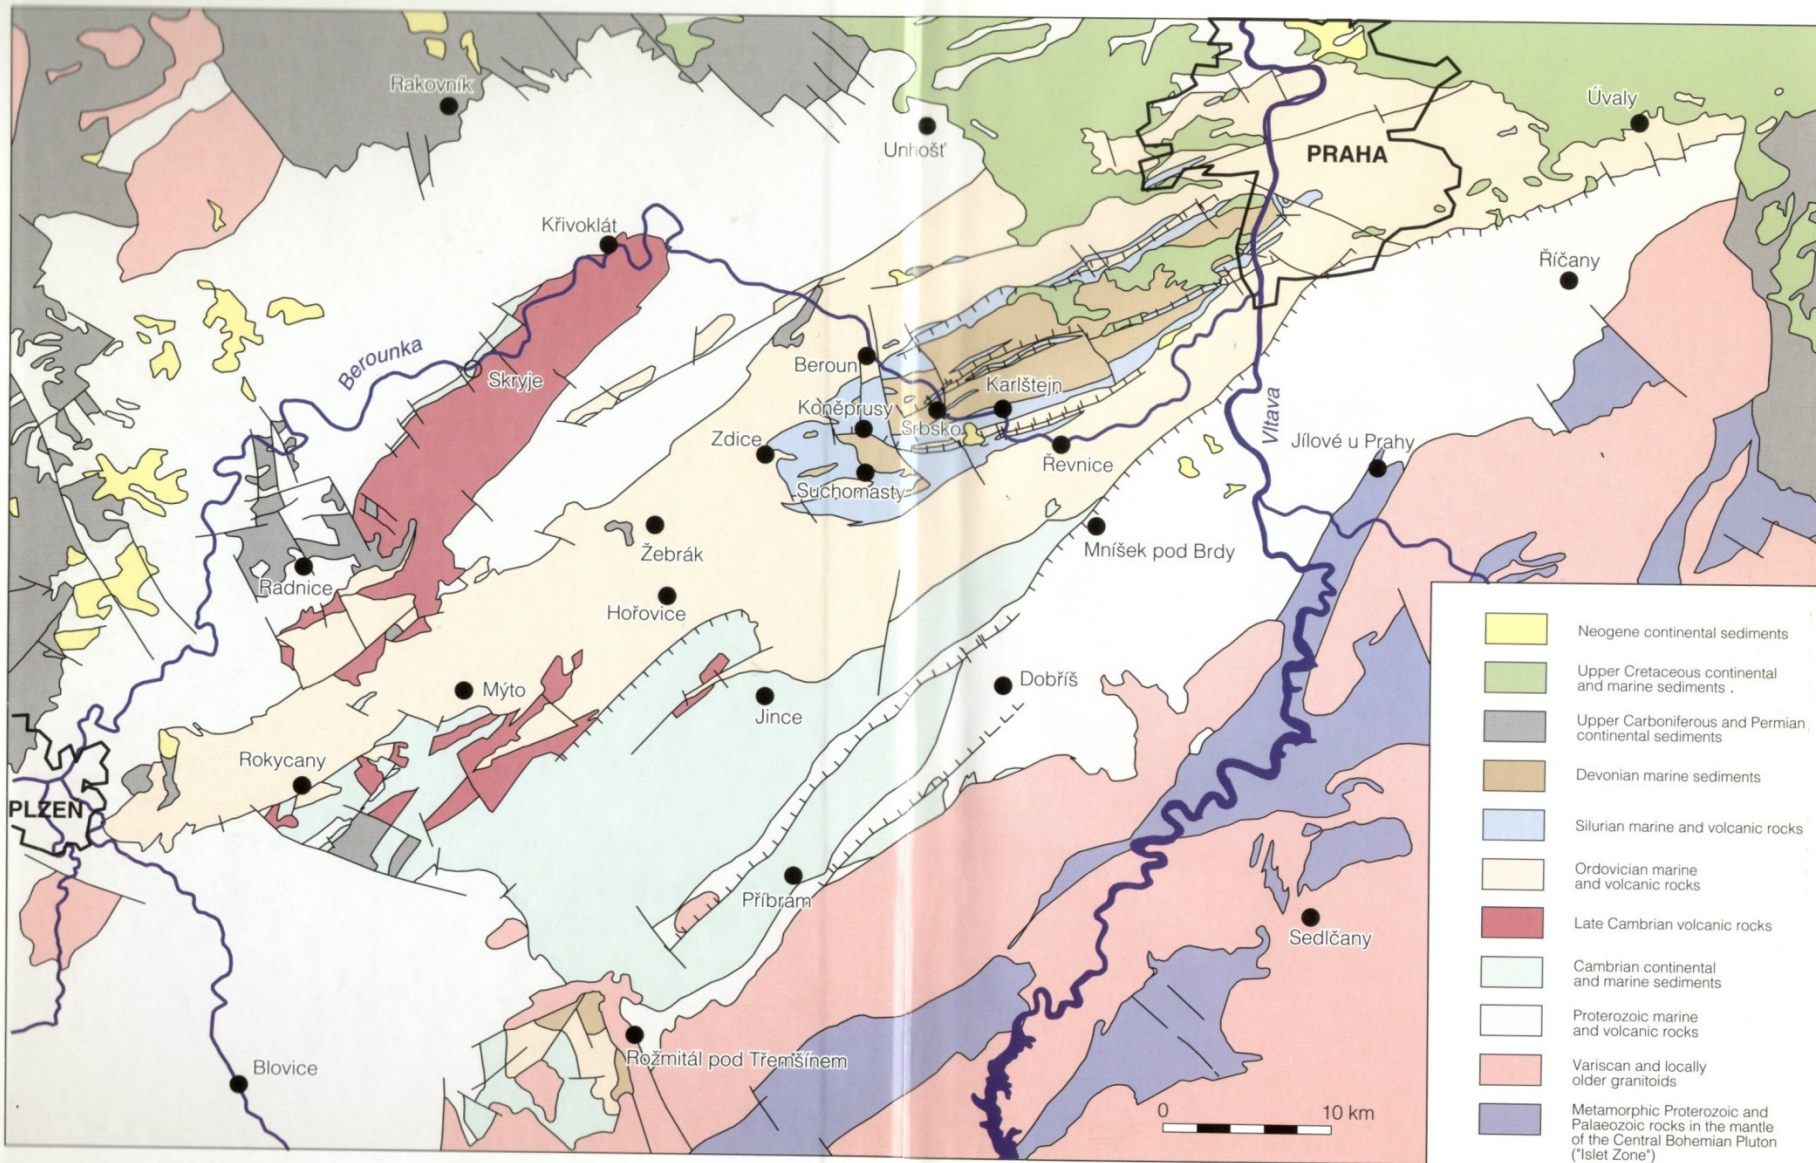 Rakovník
Unhošť
Úvaly
PRAHA
Křivoklát
Říčany
Berounka
Skryje
Beroun
Karlštejn
Koněprusy
Srbsko
Zdice
Vltava
Jílové u Prahy
Řevnice
Suchomasty
Žebrák
Mníšek pod Brdy
Radnice
Hořovice
Dobříš
Mýto
Jince
Rokycany
PLZEŇ
Příbram
Sedlčany
Rožmitál pod Třemšínem
Blovice
0 10 km
Neogene continental sediments
Upper Cretaceous continental
and marine sediments .
Upper Carboniferous and Permian
continental sediments
Devonian marine sediments
Silurian marine and volcanic rocks
Ordovician marine
and volcanic rocks
Late Cambrian volcanic rocks
Cambrian continental
and marine sediments
Proterozoic marine
and volcanic rocks
Variscan and locally
older granitoids
Metamorphic Proterozoic and
Palaeozoic rocks in the mantle
of the Central Bohemian Pluton
("Islet Zone")